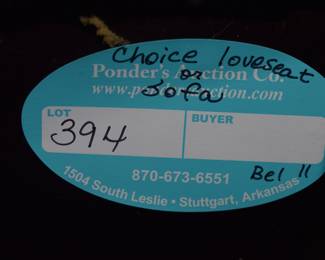 Choice loveseat
or
Ponder's Auction Co.
Sofa
www.pondersauction.com
LOT
394
BUYER
870-673-6551
Bel 11
1504 South Leslie • Stuttgart, Arkansas